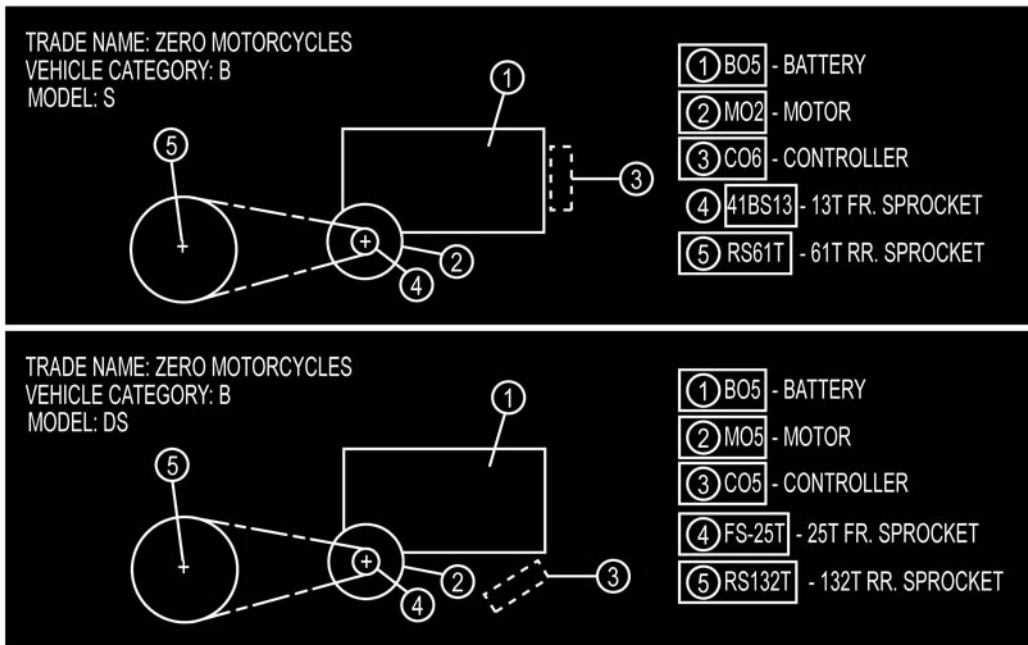 TRADE NAME: ZERO MOTORCYCLES
VEHICLE CATEGORY: B
MODEL: S
1
5
3
2
4
1 BO5 - BATTERY
2 MO2 - MOTOR
3 CO6 - CONTROLLER
4 41BS13 - 13T FR. SPROCKET
5 RS61T - 61T RR. SPROCKET
TRADE NAME: ZERO MOTORCYCLES
VEHICLE CATEGORY: B
MODEL: DS
1
5
3
2
4
1 BO5 - BATTERY
2 MO5 - MOTOR
3 CO5 - CONTROLLER
4 FS-25T - 25T FR. SPROCKET
5 RS132T - 132T RR. SPROCKET